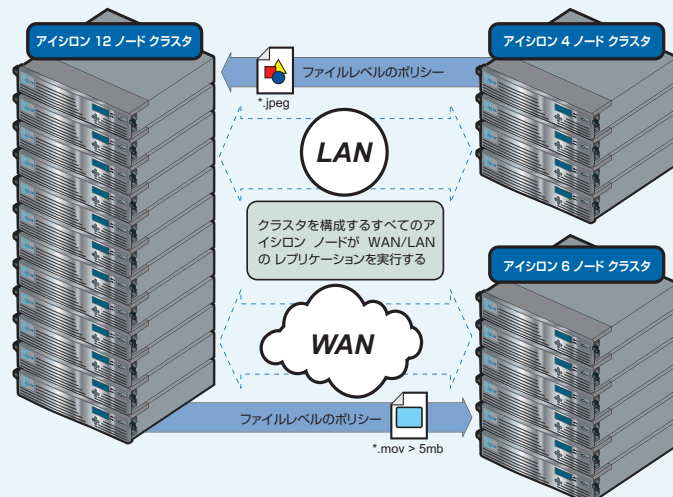 アイシロン 12 ノード クラスタ
アイシロン 4 ノード クラスタ
ファイルレベルのポリシー
*.jpeg
LAN
クラスタを構成するすべてのア
イシロン ノードが WAN/LAN
の レプリケーションを実行する
アイシロン 6 ノード クラスタ
WAN
ファイルレベルのポリシー
*.mov > 5mb